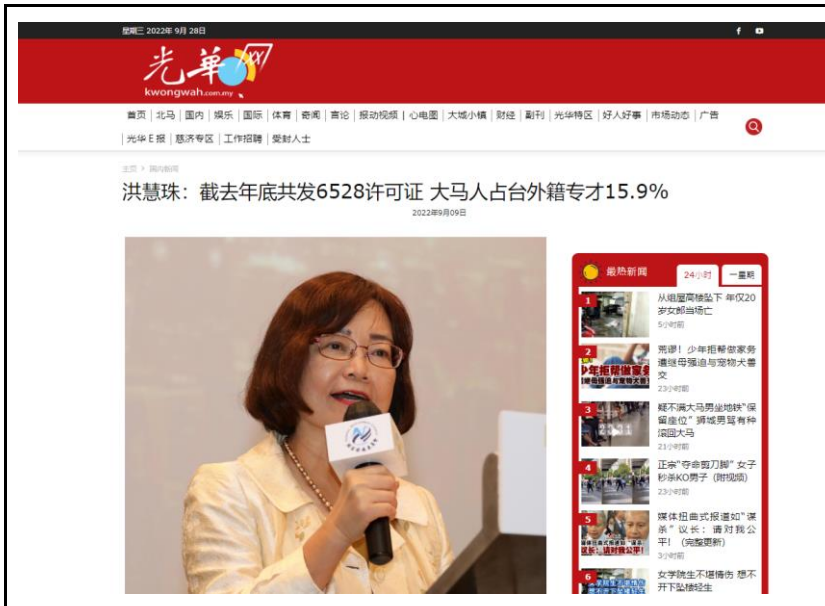 星期三 2022年 9月 28日
光华网
kwongwah.com.my
首页 | 北马 | 国内 | 娱乐 | 国际 | 体育 | 奇闻 | 言论 | 报动视频 | 心电图 | 大城小镇 | 财经 | 副刊 | 光华特区 | 好人好事 | 市场动态 | 广告
| 光华E报 | 慈济专区 | 工作招聘 | 受封人士
主页 > 国内新闻
洪慧珠：截去年底共发6528许可证 大马人占台外籍专才15.9%
2022年9月09日
最热新闻
24小时
一星期
1
从组屋高楼坠下 年仅20
岁女郎当场亡
5小时前
2
荒谬！少年拒帮做家务
遭继母强迫与宠物犬兽
交
23小时前
3
疑不满大马男坐地铁“保
留座位” 狮城男骂有种
滚回大马
21小时前
4
正宗“夺命剪刀脚” 女子
秒杀KO男子（附视频）
23小时前
5
媒体扭曲式报道如“谋
杀” 议长：请对我公
平！（完整更新）
3小时前
6
女学院生不堪情伤 想不
开下坠楼轻生